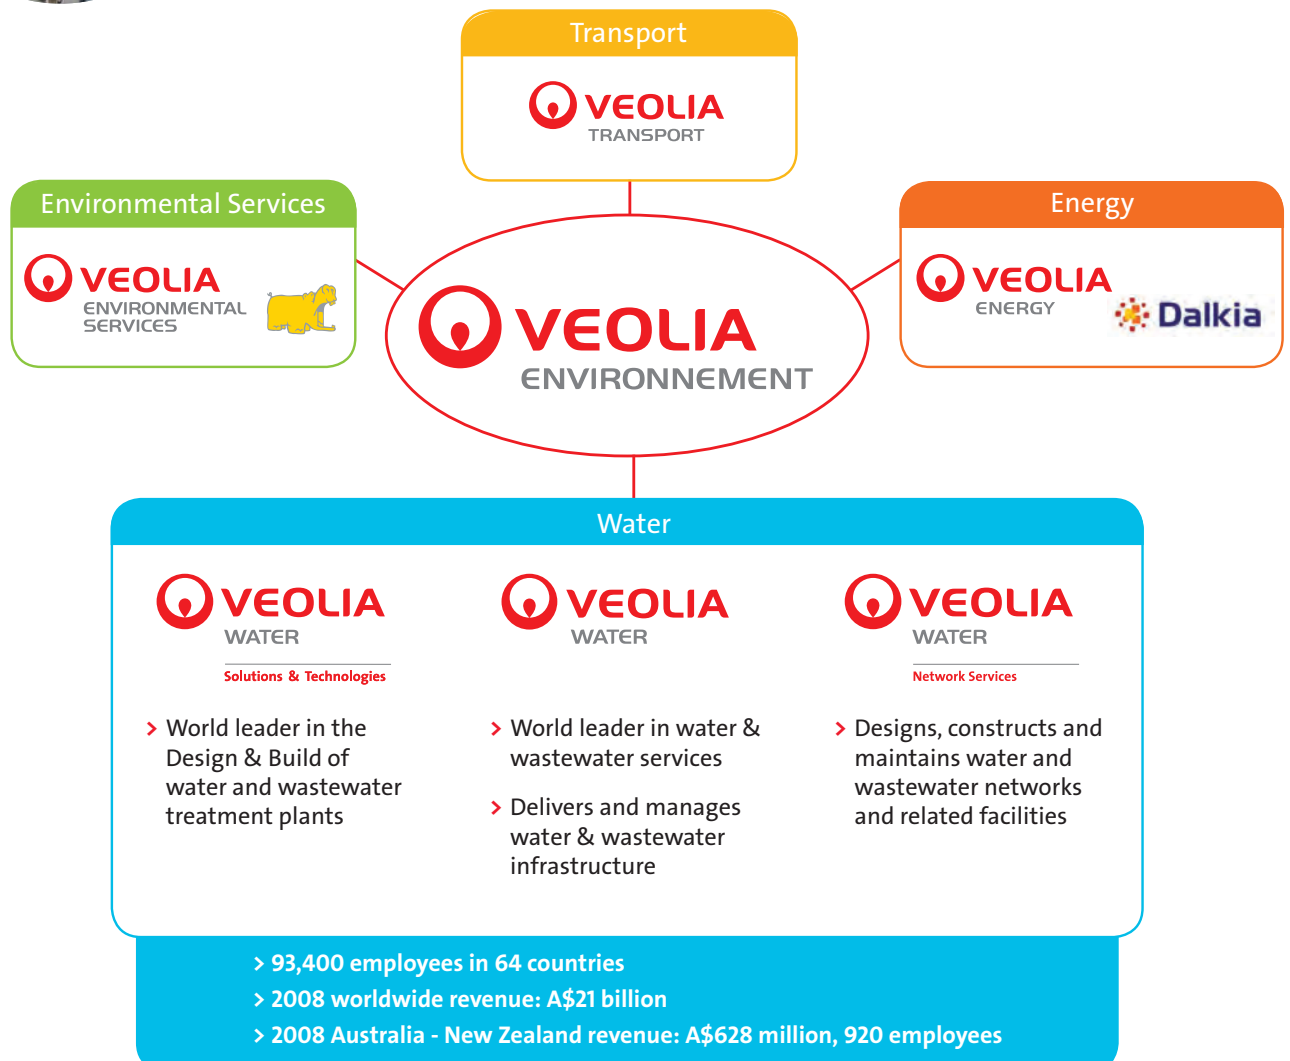 Transport
VEOLIA
TRANSPORT
Environmental Services
VEOLIA
ENVIRONMENTAL
SERVICES
Energy
VEOLIA
ENERGY
Dalkia
VEOLIA
ENVIRONNEMENT
Water
VEOLIA
WATER
Solutions & Technologies
> World leader in the
Design & Build of
water and wastewater
treatment plants
VEOLIA
WATER
> World leader in water &
wastewater services
> Delivers and manages
water & wastewater
infrastructure
VEOLIA
WATER
Network Services
> Designs, constructs and
maintains water and
wastewater networks
and related facilities
> 93,400 employees in 64 countries
> 2008 worldwide revenue: A$21 billion
> 2008 Australia - New Zealand revenue: A$628 million, 920 employees